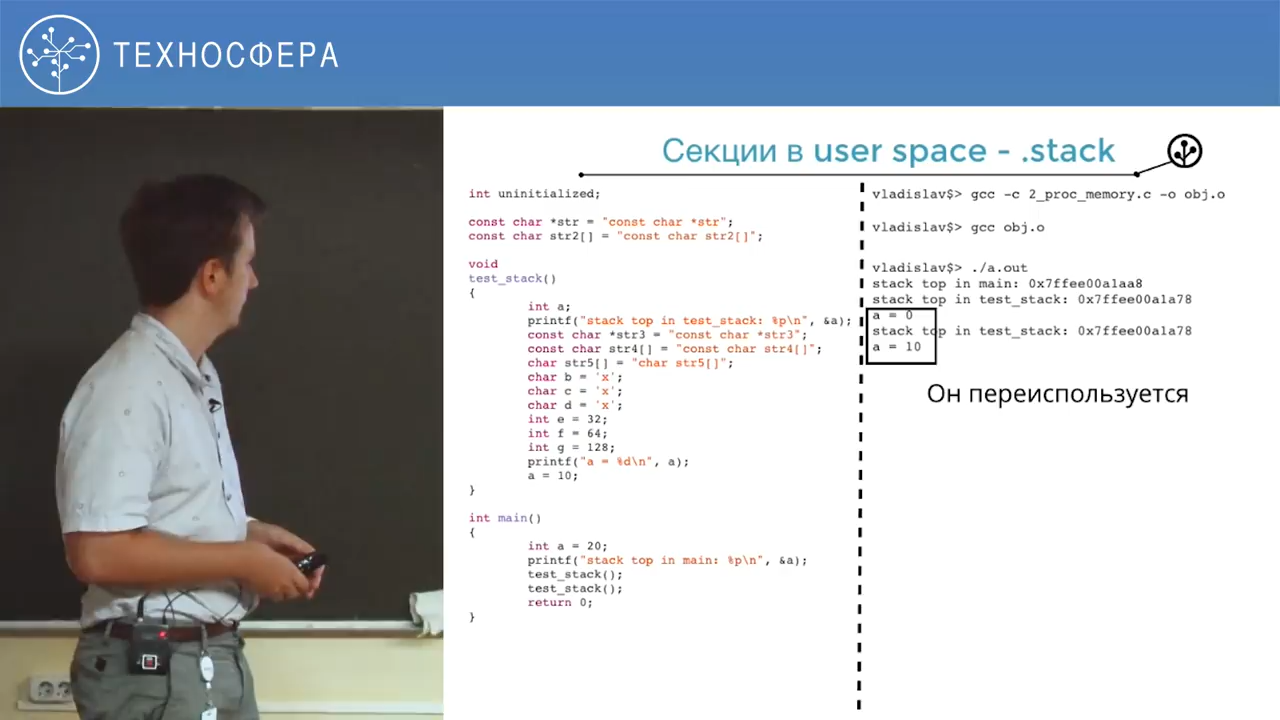 ТЕХНОСФЕРА
Секции в user space - .stack
int uninitialized;
const char *str = "const char *str";
const char str2[] = "const char str2[]";
void
test_stack()
{
int a;
printf("stack top in test_stack: %p\n", &a);
const char *str3 = "const char *str3";
const char str4[] = "const char str4[]";
char str5[] = "char str5[]";
char b = 'x';
char c = 'x';
char d = 'x';
int e = 32;
int f = 64;
int g = 128;
printf("a = %d\n", a);
a = 10;
}
int main()
{
int a = 20;
printf("stack top in main: %p\n", &a);
test_stack();
test_stack();
return 0;
}
vladislav$> gcc -c 2_proc_memory.c -o obj.o
vladislav$> gcc obj.o
vladislav$> ./a.out
stack top in main: 0x7ffee00a1aa8
stack top in test_stack: 0x7ffee00a1a78
a = 0
stack top in test_stack: 0x7ffee00a1a78
a = 10
Он переиспользуется